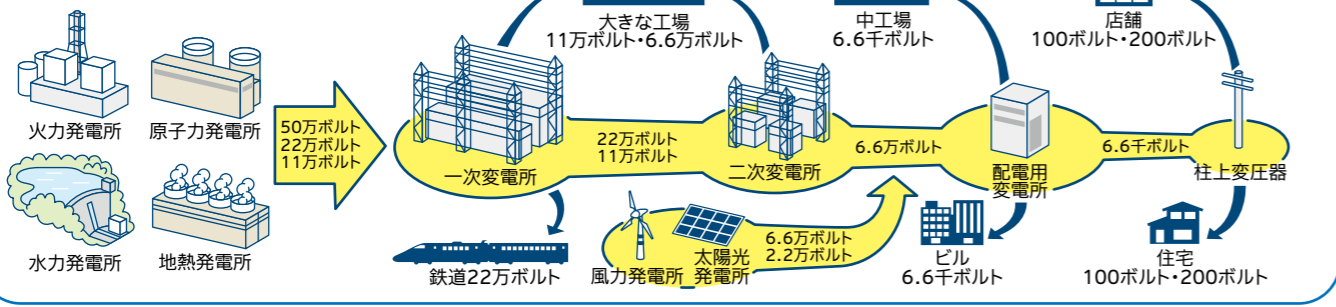 大きな工場
11万ボルト・6.6万ボルト
中工場
6.6千ボルト
店舗
100ボルト・200ボルト
火力発電所
原子力発電所
50万ボルト
22万ボルト
11万ボルト
一次変電所
22万ボルト
11万ボルト
二次変電所
6.6万ボルト
配電用
変電所
6.6千ボルト
柱上変圧器
水力発電所
地熱発電所
鉄道22万ボルト
風力発電所
太陽光
発電所
6.6万ボルト
2.2万ボルト
ビル
6.6千ボルト
住宅
100ボルト・200ボルト